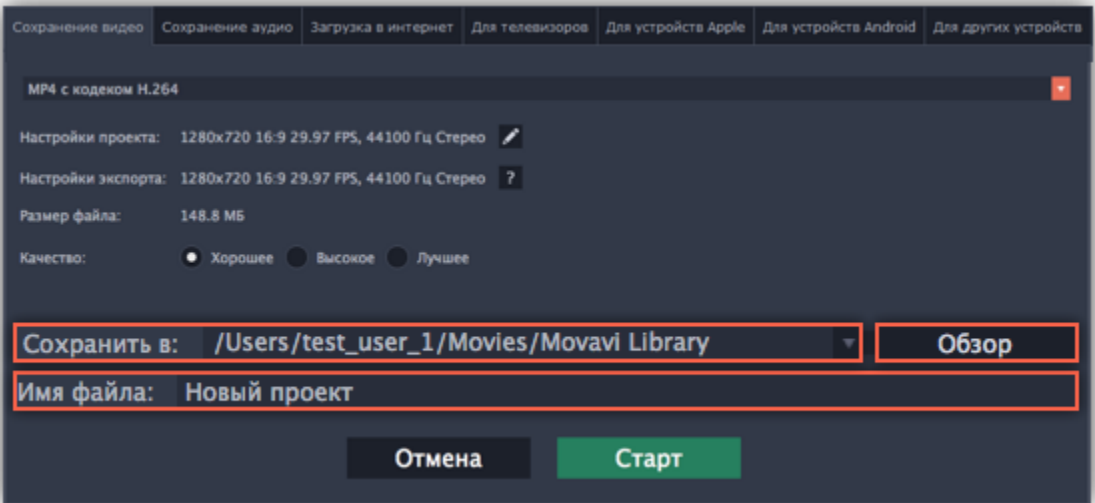 Сохранение видео Сохранение аудио Загрузка в интернет Для телевизоров Для устройств Apple Для устройств Android Для других устройств
MP4 с кодеком H.264
Настройки проекта: 1280x720 16:9 29.97 FPS, 44100 Гц Стерео
Настройки экспорта: 1280x720 16:9 29.97 FPS, 44100 Гц Стерео ?
Размер файла: 148.8 МБ
Качество: Хорошее Высокое Лучшее
Сохранить в: /Users/test_user_1/Movies/Movavi Library Обзор
Имя файла: Новый проект
Отмена Старт